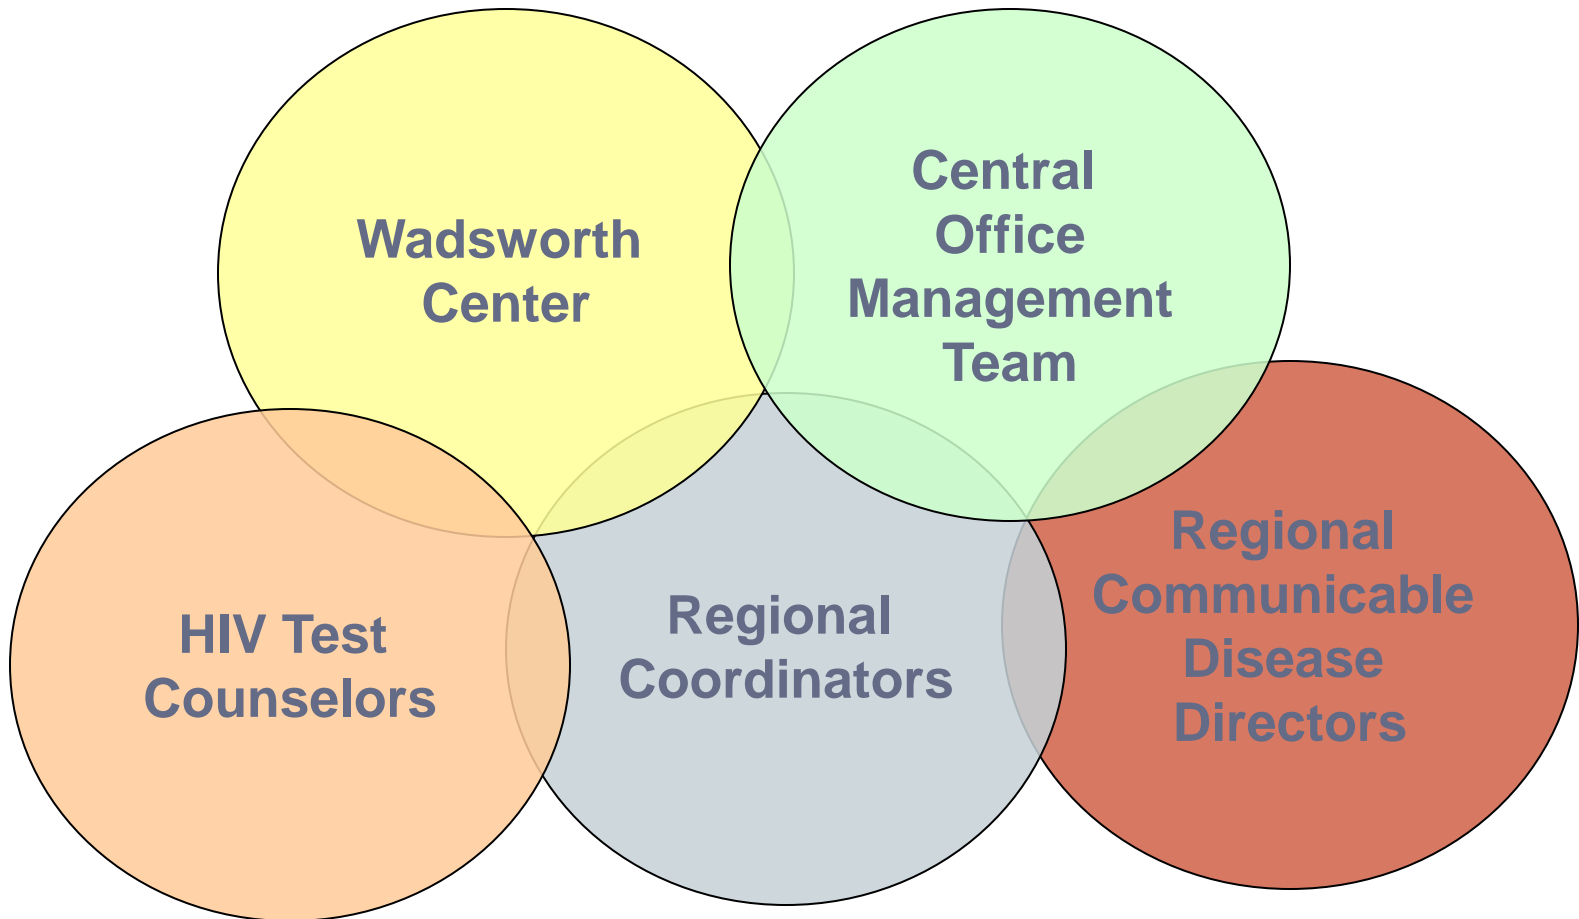 Wadsworth
Center
Central
Office
Management
Team
HIV Test
Counselors
Regional
Coordinators
Regional
Communicable
Disease
Directors